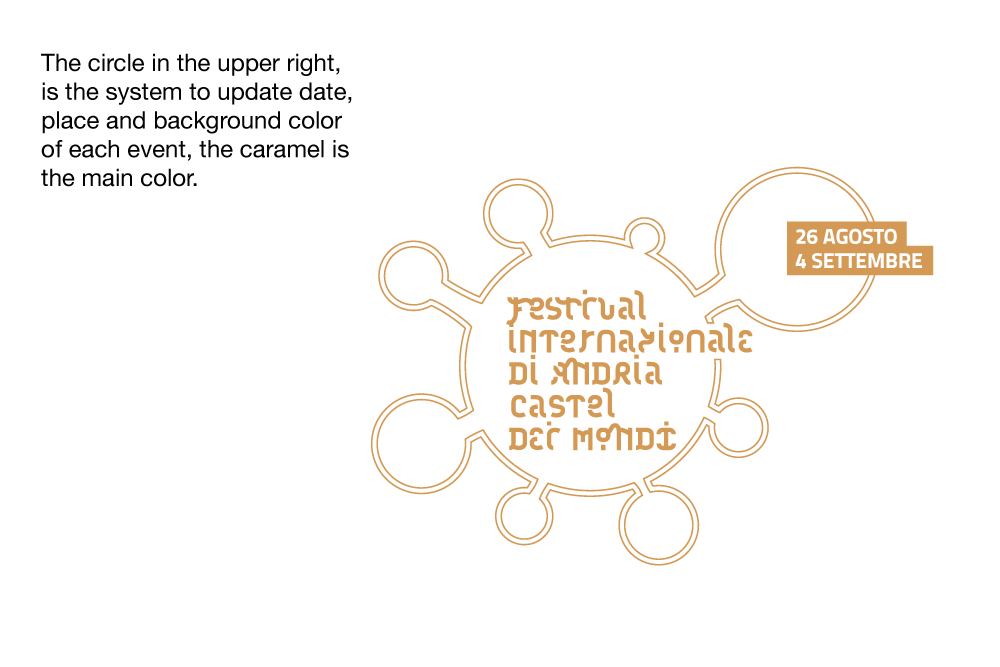 The circle in the upper right,
is the system to update date,
place and background color
of each event, the caramel is
the main color.
26 AGOSTO
4 SETTEMBRE
Festival
internazionale
Di Andria
castel
Dei Mondi